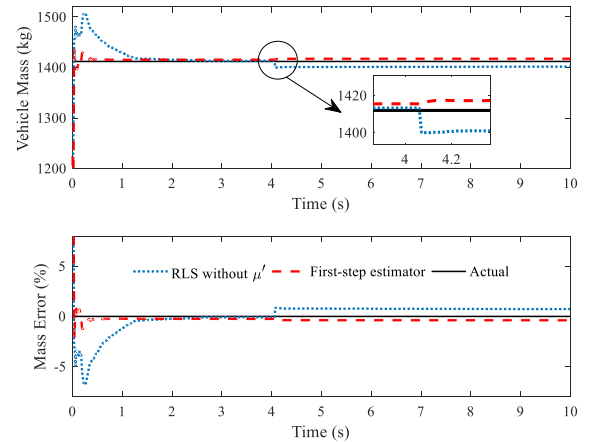 1500
1400
1300
1200
Vehicle Mass (kg)
1420
1400
4 4.2
0 1 2 3 4 5 6 7 8 9 10
Time (s)
5
0
-5
Mass Error (%)
RLS without μ′ First-step estimator Actual
0 1 2 3 4 5 6 7 8 9 10
Time (s)